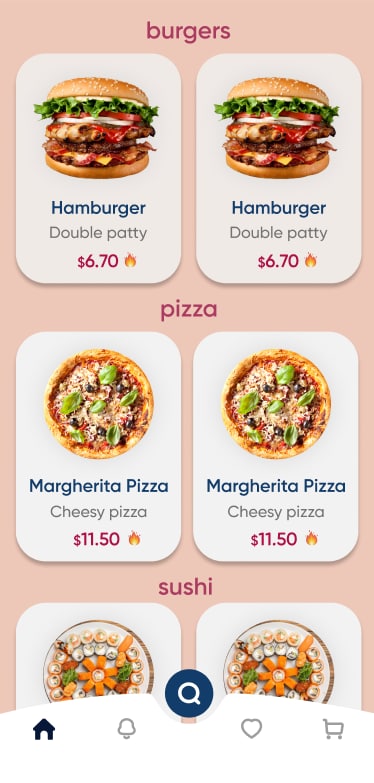 burgers
Hamburger
Hamburger
Double patty
Double patty
$6.70
$6.70
pizza
Margherita Pizza
Margherita Pizza
Cheesy pizza
Cheesy pizza
$11.50
$11.50
sushi